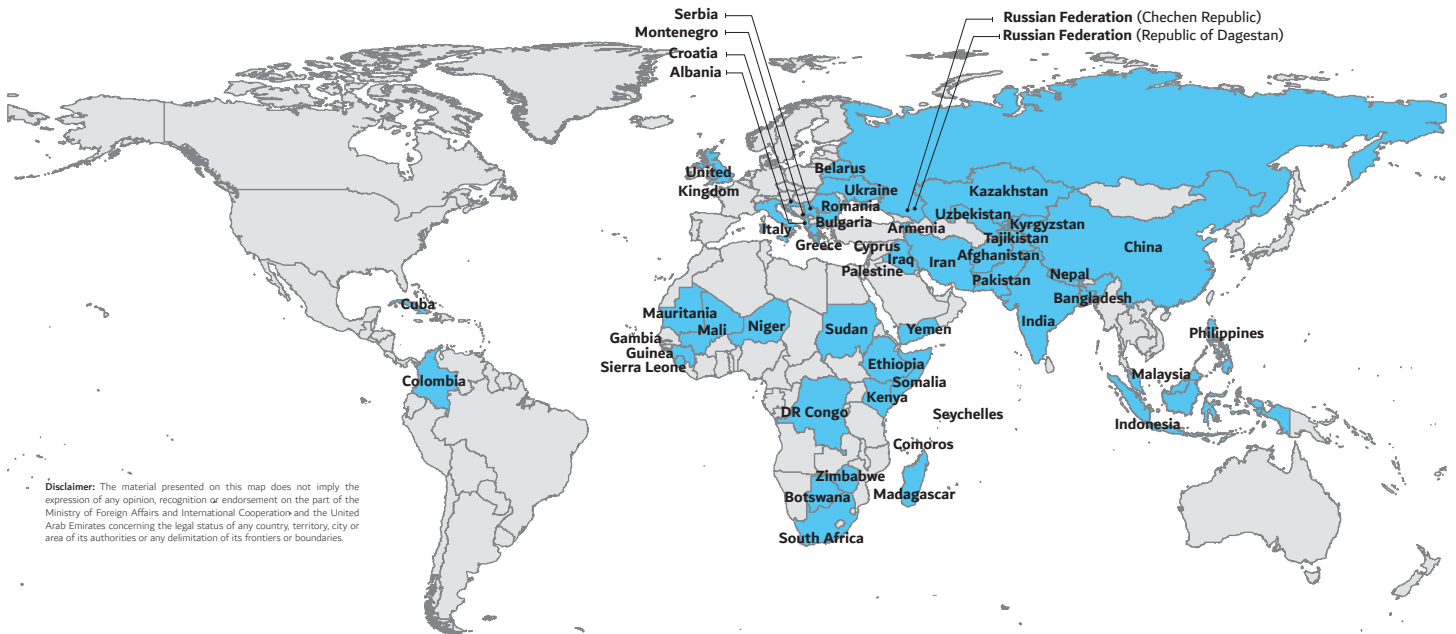 Serbia
Montenegro
Croatia
Albania
Russian Federation (Chechen Republic)
Russian Federation (Republic of Dagestan)
United
Kingdom
Belarus
Ukraine
Romania
Bulgaria
Italy
Greece
Cyprus
Palestine
Armenia
Iraq
Iran
Kazakhstan
Uzbekistan
Kyrgyzstan
Tajikistan
Afghanistan
Pakistan
China
Nepal
Bangladesh
India
Philippines
Malaysia
Indonesia
Cuba
Colombia
Mauritania
Mali
Niger
Gambia
Guinea
Sierra Leone
Sudan
Yemen
Ethiopia
Somalia
Kenya
DR Congo
Seychelles
Comoros
Zimbabwe
Madagascar
Botswana
South Africa
Disclaimer: The material presented on this map does not imply the
expression of any opinion, recognition or endorsement on the part of the
Ministry of Foreign Affairs and International Cooperation and the United
Arab Emirates concerning the legal status of any country, territory, city or
area of its authorities or any delimitation of its frontiers or boundaries.